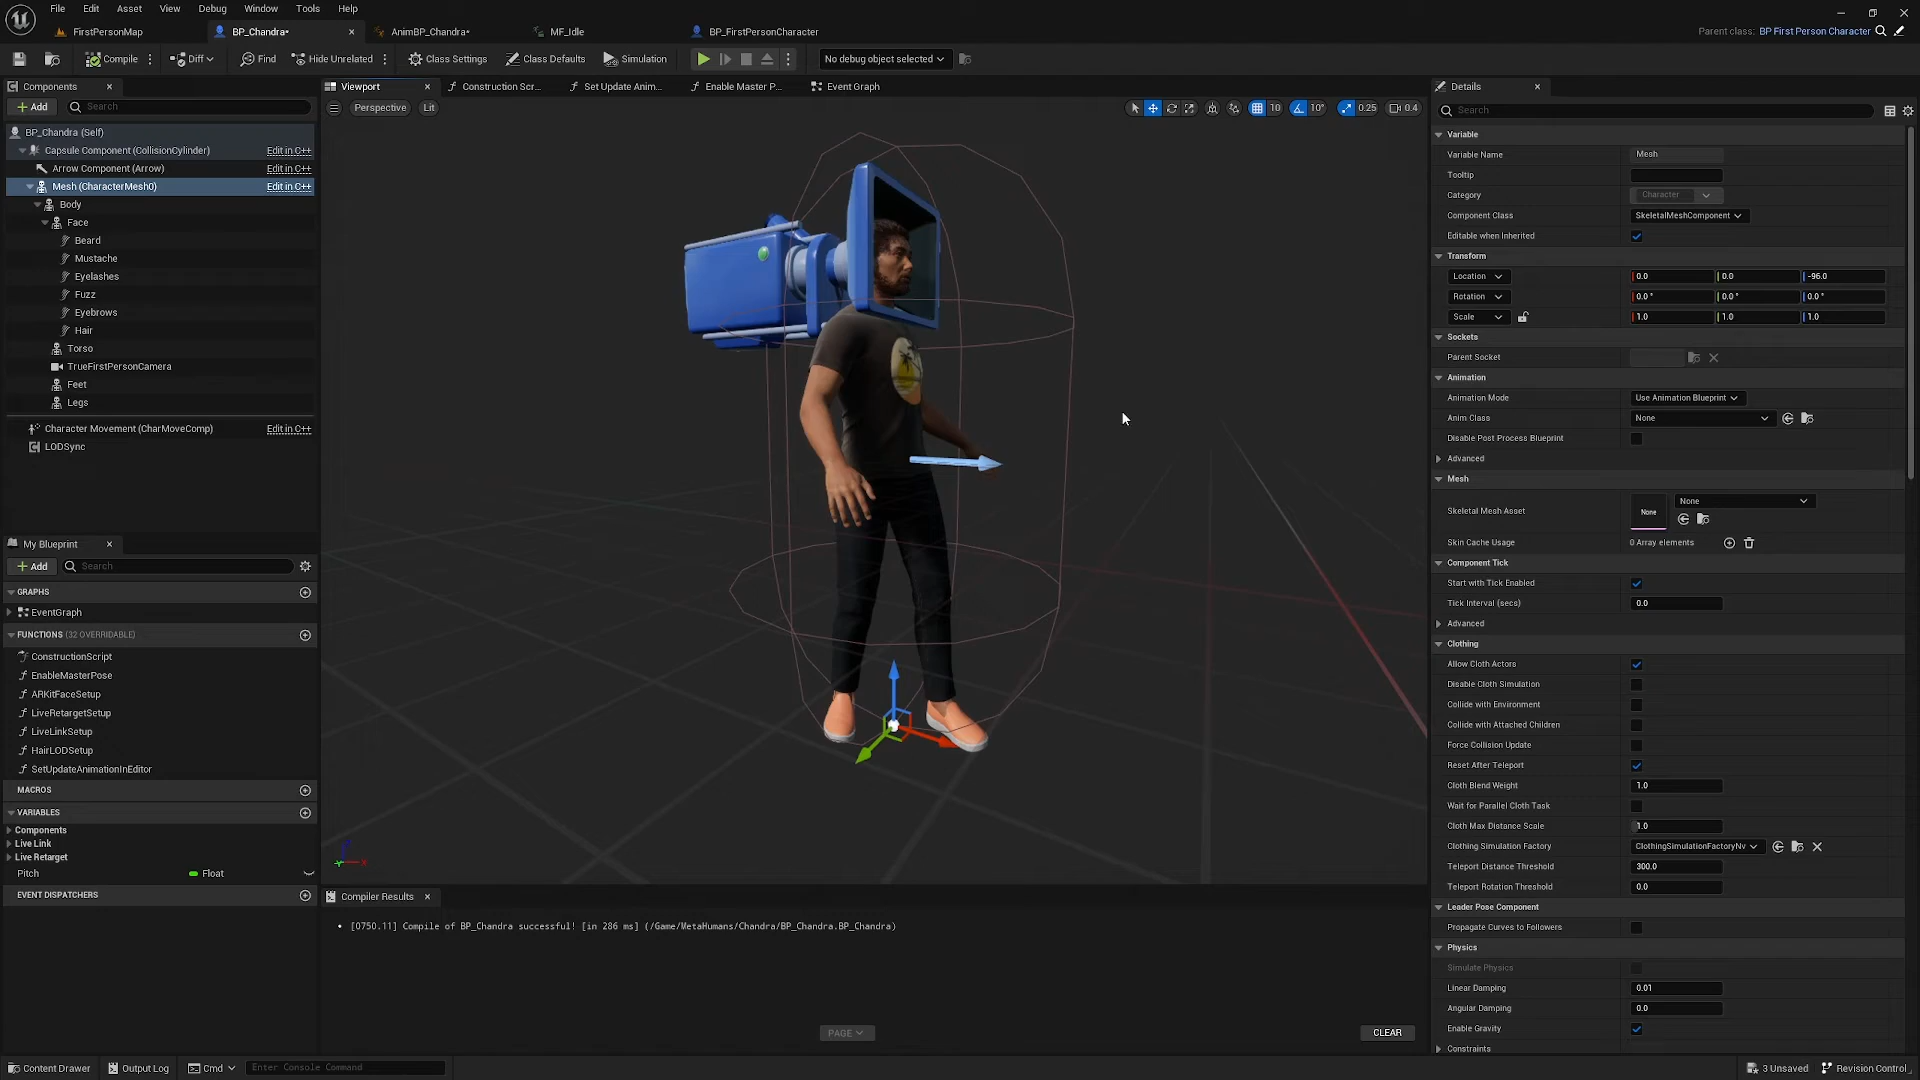 File Edit Asset View Debug Window Tools Help
FirstPersonMap BP_Chandra• AnimBP_Chandra• MF_Idle BP_FirstPersonCharacter
Parent class: BP First Person Character
Compile Diff Find Hide Unrelated Class Settings Class Defaults Simulation No debug object selected
Components
Add Search
BP_Chandra (Self)
Capsule Component (CollisionCylinder) Edit in C++
Arrow Component (Arrow) Edit in C++
Mesh (CharacterMesh0) Edit in C++
Body
Face
Beard
Mustache
Eyelashes
Fuzz
Eyebrows
Hair
Torso
TrueFirstPersonCamera
Feet
Legs
Character Movement (CharMoveComp) Edit in C++
LODSync
My Blueprint
Add Search
GRAPHS
EventGraph
FUNCTIONS (32 OVERRIDABLE)
ConstructionScript
EnableMasterPose
ARKitFaceSetup
LiveRetargetSetup
LiveLinkSetup
HairLODSetup
SetUpdateAnimationInEditor
MACROS
VARIABLES
Components
Live Link
Live Retarget
Pitch Float
EVENT DISPATCHERS
Viewport Construction Scr... Set Update Anim... Enable Master P... Event Graph
Perspective Lit 10 10° 0.25 0.4
Compiler Results
• [0750.11] Compile of BP_Chandra successful! [in 286 ms] (/Game/MetaHumans/Chandra/BP_Chandra.BP_Chandra)
PAGE CLEAR
Details
Search
Variable
Variable Name Mesh
Tooltip
Category Character
Component Class SkeletalMeshComponent
Editable when Inherited
Transform
Location 0.0 0.0 -96.0
Rotation 0.0 ° 0.0 ° 0.0 °
Scale 1.0 1.0 1.0
Sockets
Parent Socket
Animation
Animation Mode Use Animation Blueprint
Anim Class None
Disable Post Process Blueprint
Advanced
Mesh
Skeletal Mesh Asset None None
Skin Cache Usage 0 Array elements
Component Tick
Start with Tick Enabled
Tick Interval (secs) 0.0
Advanced
Clothing
Allow Cloth Actors
Disable Cloth Simulation
Collide with Environment
Collide with Attached Children
Force Collision Update
Reset After Teleport
Cloth Blend Weight 1.0
Wait for Parallel Cloth Task
Cloth Max Distance Scale 1.0
Clothing Simulation Factory ClothingSimulationFactoryNv
Teleport Distance Threshold 300.0
Teleport Rotation Threshold 0.0
Leader Pose Component
Propagate Curves to Followers
Physics
Simulate Physics
Linear Damping 0.01
Angular Damping 0.0
Enable Gravity
Constraints
Content Drawer Output Log Cmd Enter Console Command 3 Unsaved Revision Control